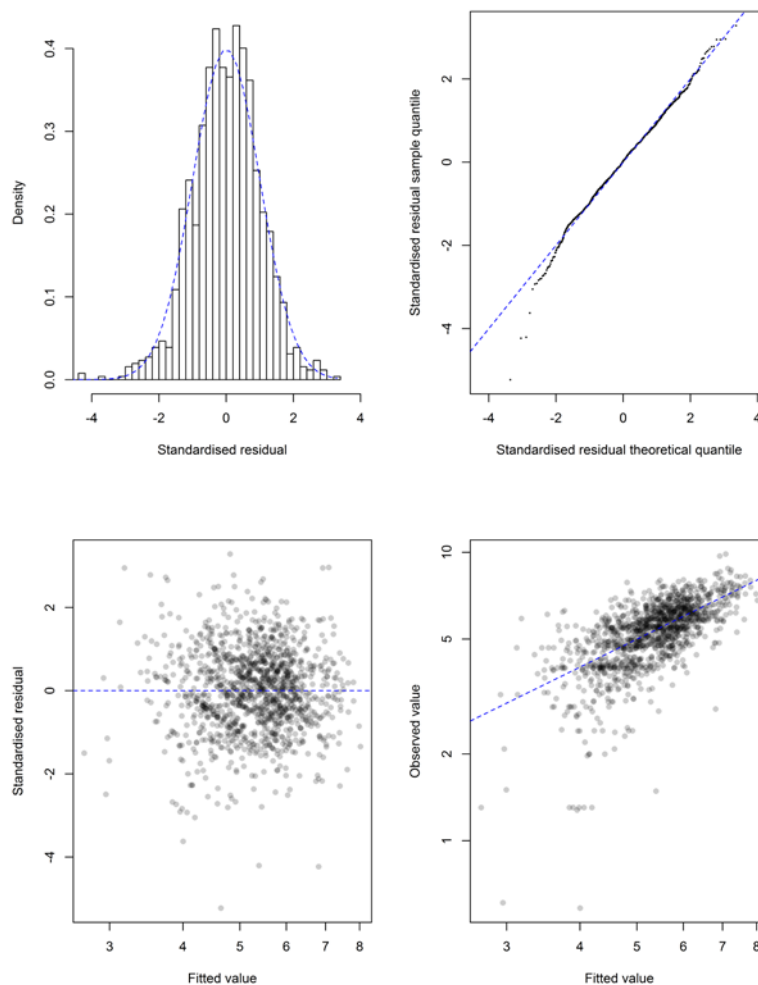 0.4
0.3
0.2
0.1
0.0
Density
-4 -2 0 2 4
Standardised residual
2
0
-2
-4
Standardised residual sample quantile
-4 -2 0 2 4
Standardised residual theoretical quantile
2
0
-2
-4
Standardised residual
3 4 5 6 7 8
Fitted value
10
5
2
1
Observed value
3 4 5 6 7 8
Fitted value